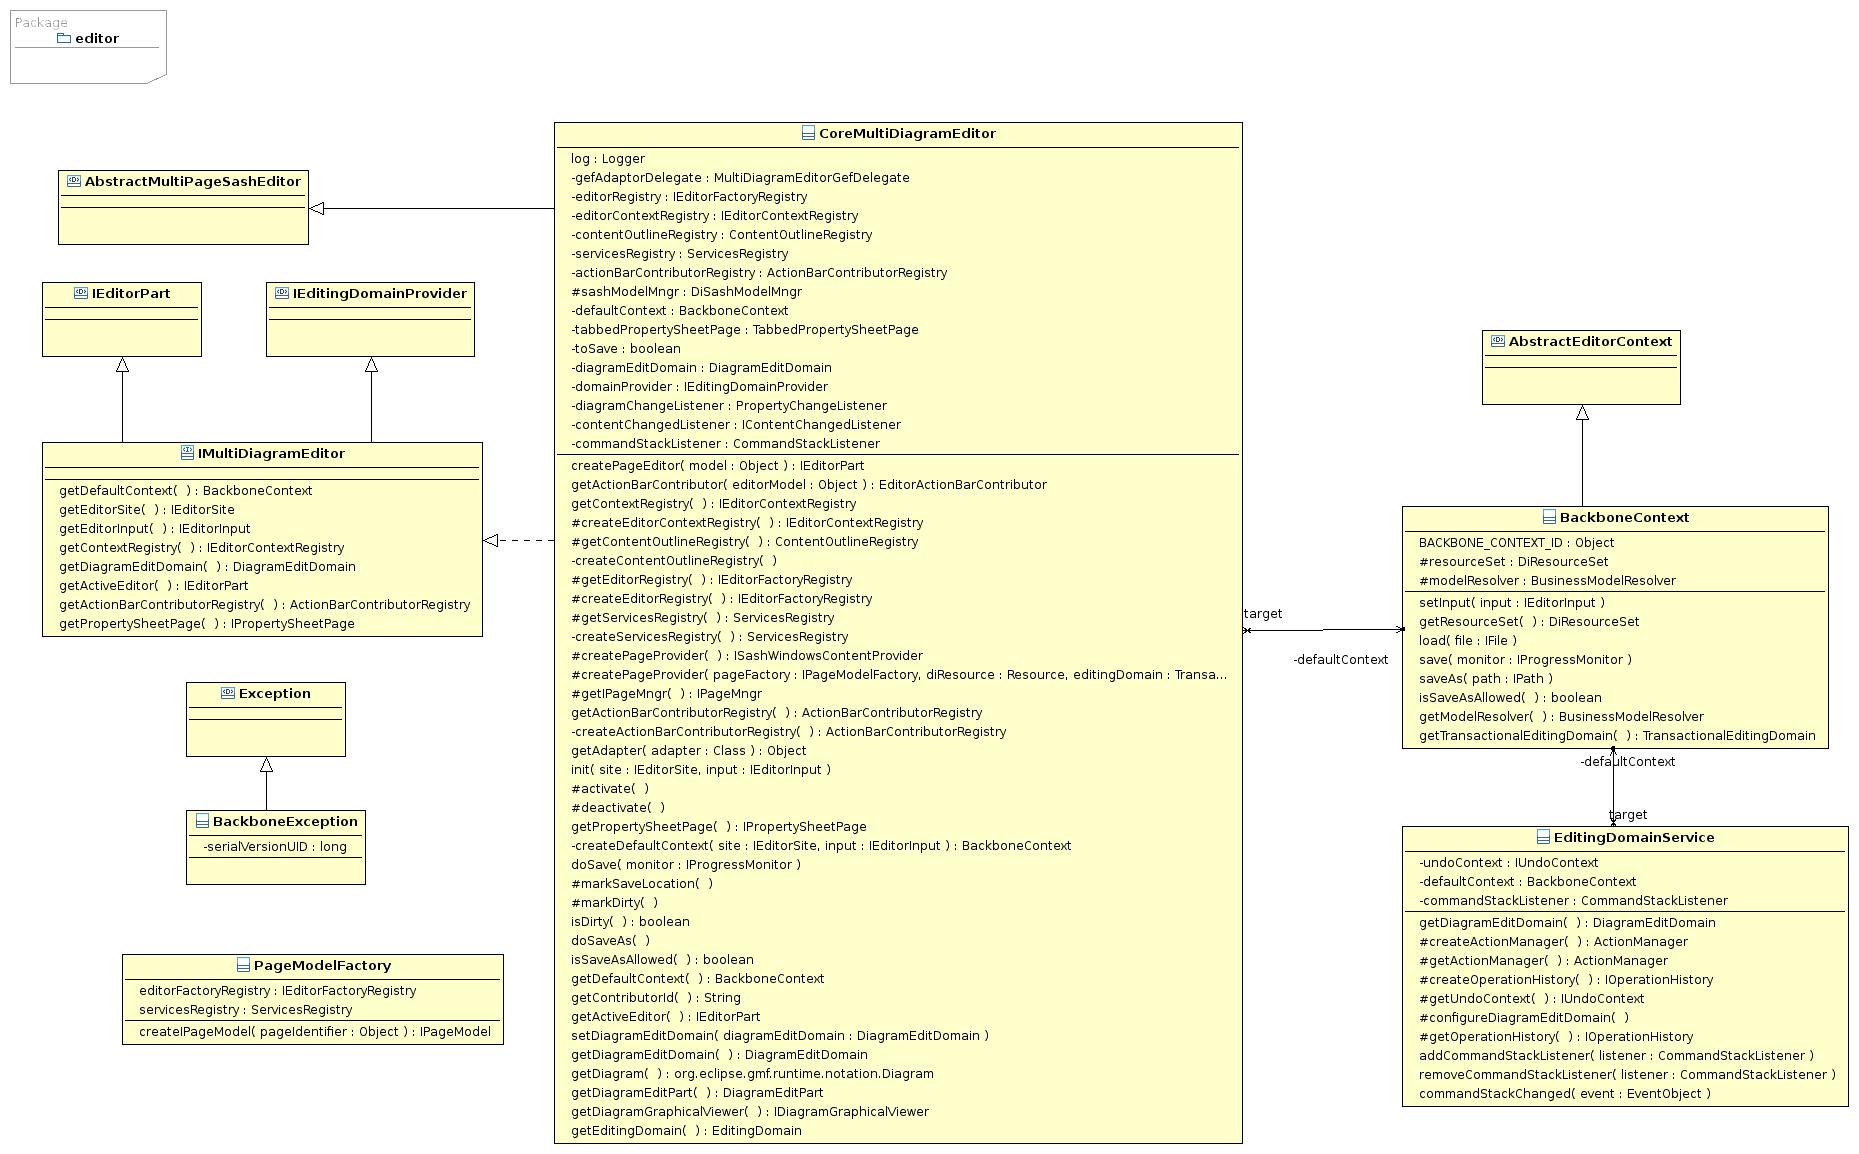 Package
editor
AbstractMultiPageSashEditor
IEditorPart
IEditingDomainProvider
IMultiDiagramEditor
getDefaultContext(  ) : BackboneContext
getEditorSite(  ) : IEditorSite
getEditorInput(  ) : IEditorInput
getContextRegistry(  ) : IEditorContextRegistry
getDiagramEditDomain(  ) : DiagramEditDomain
getActiveEditor(  ) : IEditorPart
getActionBarContributorRegistry(  ) : ActionBarContributorRegistry
getPropertySheetPage(  ) : IPropertySheetPage
Exception
BackboneException
-serialVersionUID : long
PageModelFactory
editorFactoryRegistry : IEditorFactoryRegistry
servicesRegistry : ServicesRegistry
createIPageModel( pageIdentifier : Object ) : IPageModel
CoreMultiDiagramEditor
log : Logger
-gefAdaptorDelegate : MultiDiagramEditorGefDelegate
-editorRegistry : IEditorFactoryRegistry
-editorContextRegistry : IEditorContextRegistry
-contentOutlineRegistry : ContentOutlineRegistry
-servicesRegistry : ServicesRegistry
-actionBarContributorRegistry : ActionBarContributorRegistry
#sashModelMngr : DiSashModelMngr
-defaultContext : BackboneContext
-tabbedPropertySheetPage : TabbedPropertySheetPage
-toSave : boolean
-diagramEditDomain : DiagramEditDomain
-domainProvider : IEditingDomainProvider
-diagramChangeListener : PropertyChangeListener
-contentChangedListener : IContentChangedListener
-commandStackListener : CommandStackListener
createPageEditor( model : Object ) : IEditorPart
getActionBarContributor( editorModel : Object ) : EditorActionBarContributor
getContextRegistry(  ) : IEditorContextRegistry
#createEditorContextRegistry(  ) : IEditorContextRegistry
#getContentOutlineRegistry(  ) : ContentOutlineRegistry
-createContentOutlineRegistry(  )
#getEditorRegistry(  ) : IEditorFactoryRegistry
#createEditorRegistry(  ) : IEditorFactoryRegistry
#getServicesRegistry(  ) : ServicesRegistry
-createServicesRegistry(  ) : ServicesRegistry
#createPageProvider(  ) : ISashWindowsContentProvider
#createPageProvider( pageFactory : IPageModelFactory, diResource : Resource, editingDomain : Transa...
#getIPageMngr(  ) : IPageMngr
getActionBarContributorRegistry(  ) : ActionBarContributorRegistry
-createActionBarContributorRegistry(  ) : ActionBarContributorRegistry
getAdapter( adapter : Class ) : Object
init( site : IEditorSite, input : IEditorInput )
#activate(  )
#deactivate(  )
getPropertySheetPage(  ) : IPropertySheetPage
-createDefaultContext( site : IEditorSite, input : IEditorInput ) : BackboneContext
doSave( monitor : IProgressMonitor )
#markSaveLocation(  )
#markDirty(  )
isDirty(  ) : boolean
doSaveAs(  )
isSaveAsAllowed(  ) : boolean
getDefaultContext(  ) : BackboneContext
getContributorId(  ) : String
getActiveEditor(  ) : IEditorPart
setDiagramEditDomain( diagramEditDomain : DiagramEditDomain )
getDiagramEditDomain(  ) : DiagramEditDomain
getDiagram(  ) : org.eclipse.gmf.runtime.notation.Diagram
getDiagramEditPart(  ) : DiagramEditPart
getDiagramGraphicalViewer(  ) : IDiagramGraphicalViewer
getEditingDomain(  ) : EditingDomain
target
-defaultContext
AbstractEditorContext
BackboneContext
BACKBONE_CONTEXT_ID : Object
#resourceSet : DiResourceSet
#modelResolver : BusinessModelResolver
setInput( input : IEditorInput )
getResourceSet(  ) : DiResourceSet
load( file : IFile )
save( monitor : IProgressMonitor )
saveAs( path : IPath )
isSaveAsAllowed(  ) : boolean
getModelResolver(  ) : BusinessModelResolver
getTransactionalEditingDomain(  ) : TransactionalEditingDomain
-defaultContext
target
EditingDomainService
-undoContext : IUndoContext
-defaultContext : BackboneContext
-commandStackListener : CommandStackListener
getDiagramEditDomain(  ) : DiagramEditDomain
#createActionManager(  ) : ActionManager
#getActionManager(  ) : ActionManager
#createOperationHistory(  ) : IOperationHistory
#getUndoContext(  ) : IUndoContext
#configureDiagramEditDomain(  )
#getOperationHistory(  ) : IOperationHistory
addCommandStackListener( listener : CommandStackListener )
removeCommandStackListener( listener : CommandStackListener )
commandStackChanged( event : EventObject )